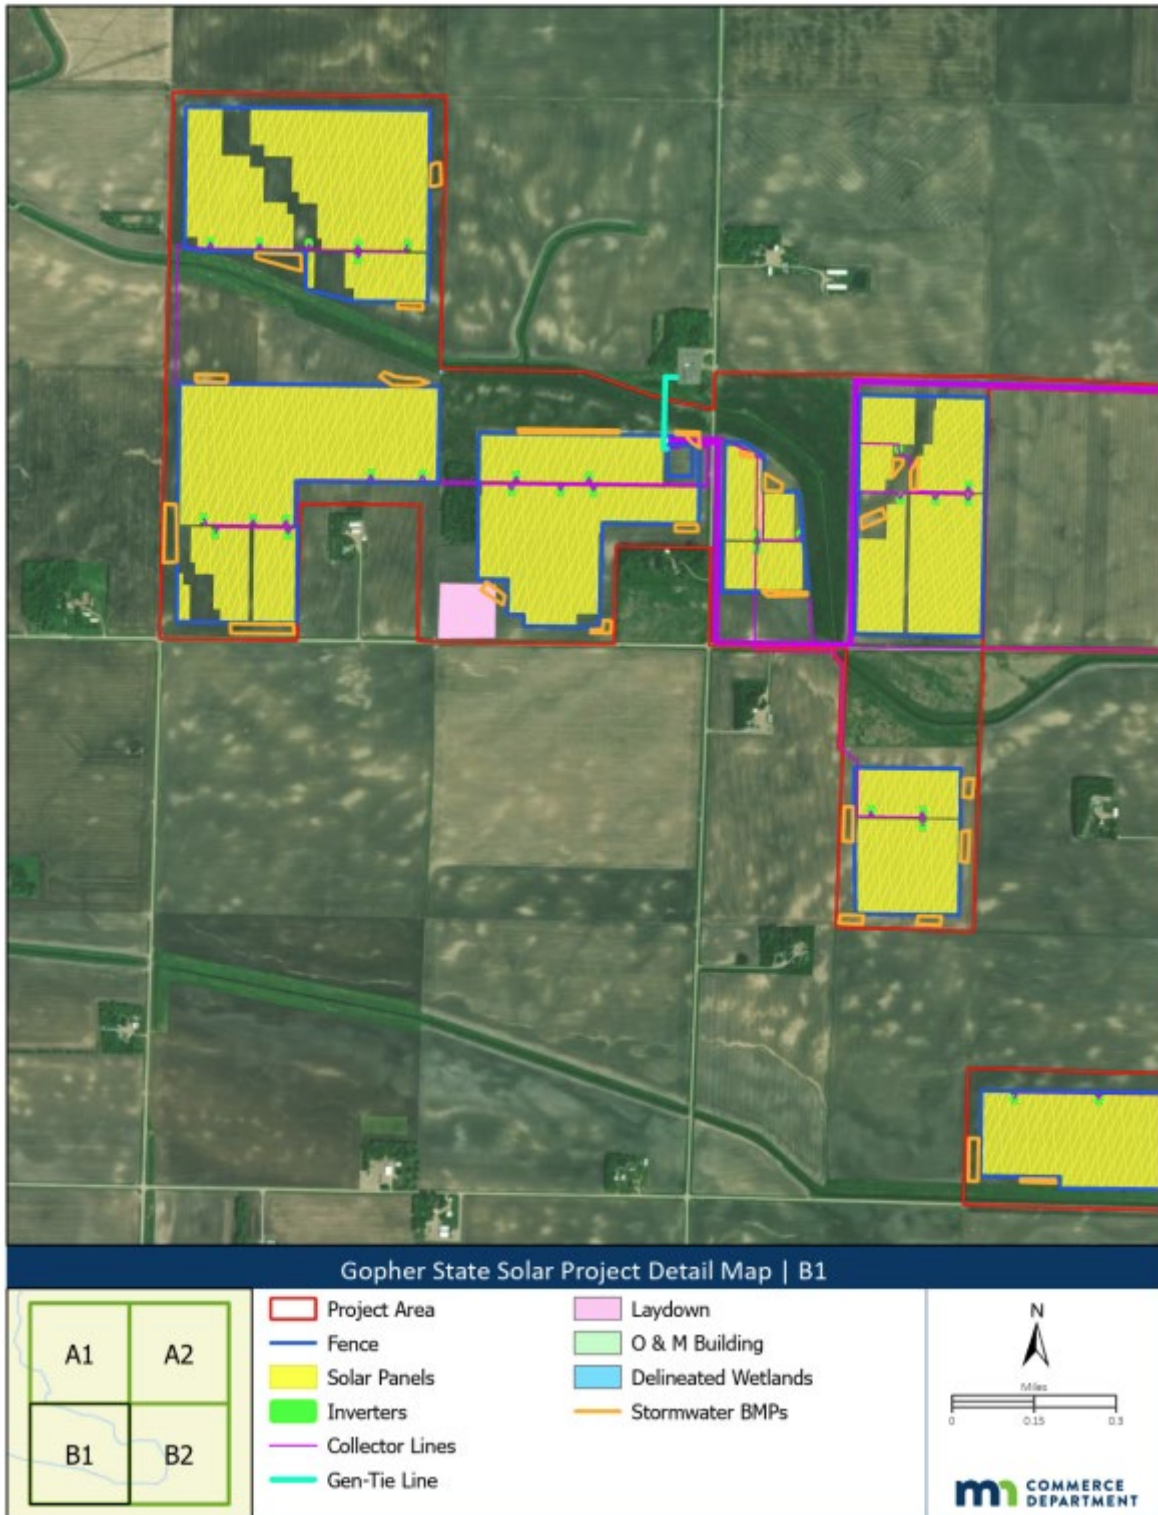 Gopher State Solar Project Detail Map | B1
A1
A2
B1
B2
Project Area
Fence
Solar Panels
Inverters
Collector Lines
Gen-Tie Line
Laydown
O & M Building
Delineated Wetlands
Stormwater BMPs
N
Miles
0 0.15 0.3
mn COMMERCE
DEPARTMENT